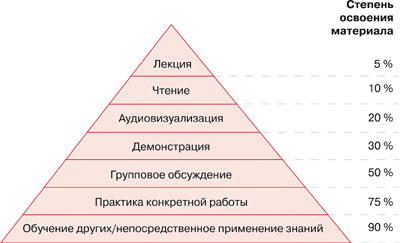 Степень
освоения
материала
Лекция 5 %
Чтение 10 %
Аудиовизуализация 20 %
Демонстрация 30 %
Групповое обсуждение 50 %
Практика конкретной работы 75 %
Обучение других/непосредственное применение знаний 90 %